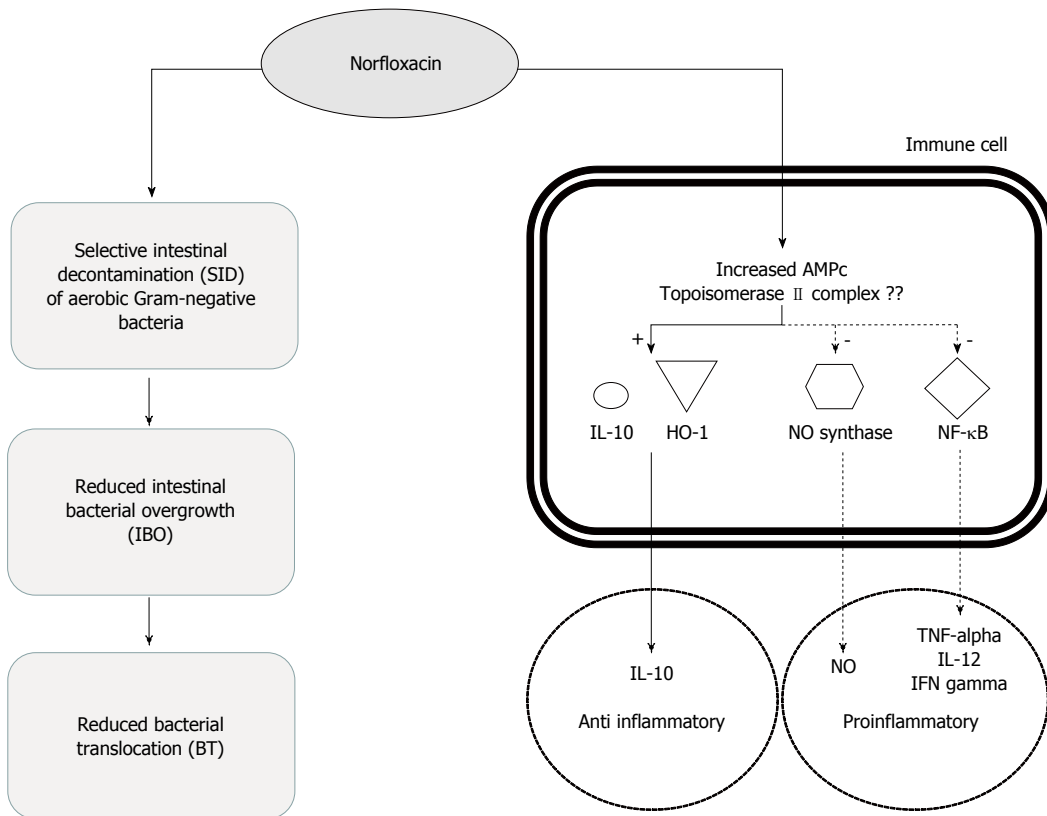 Norfloxacin
Immune cell
Selective intestinal
decontamination (SID)
of aerobic Gram-negative
bacteria
Reduced intestinal
bacterial overgrowth
(IBO)
Reduced bacterial
translocation (BT)
Increased AMPc
Topoisomerase Ⅱ complex ??
+
-
-
IL-10
HO-1
NO synthase
NF-κB
IL-10
Anti inflammatory
NO
TNF-alpha
IL-12
IFN gamma
Proinflammatory